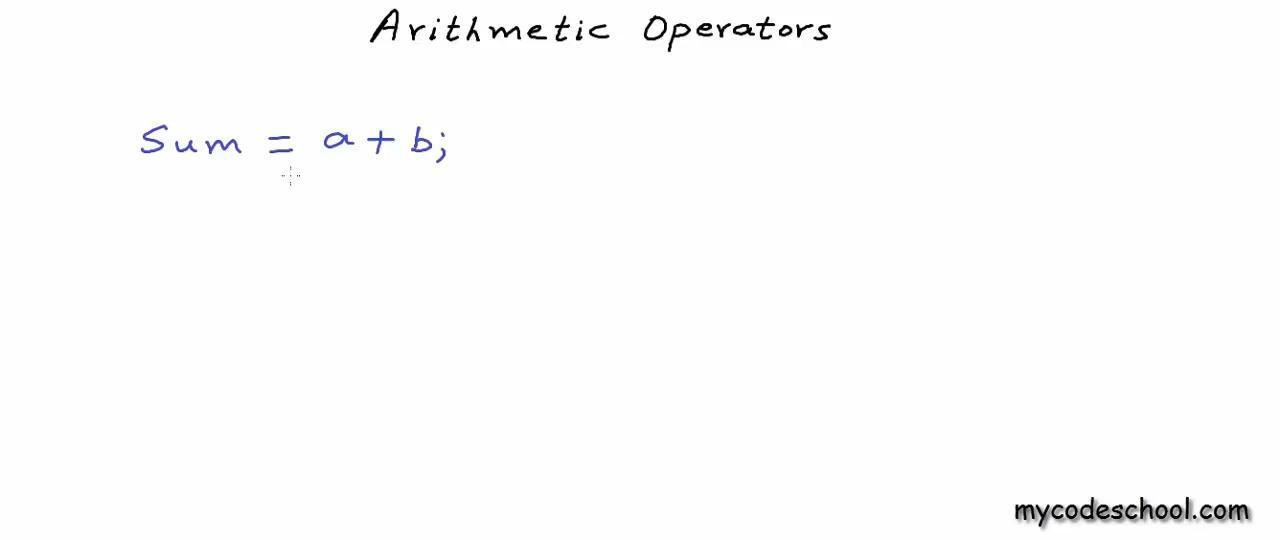 Arithmetic Operators
Sum = a + b;
mycodeschool.com